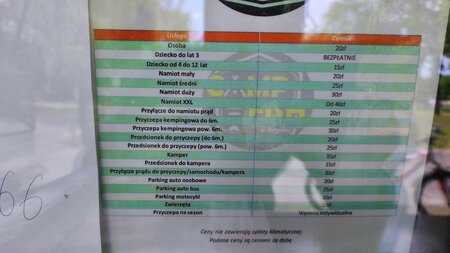 Usługa Cennik
Osoba 20zł
Dziecko do lat 3 BEZPŁATNIE
Dziecko od 4 do 12 lat 15zł
Namiot mały 20zł
Namiot średni 25zł
Namiot duży 30zł
Namiot XXL Od 40zł
Przyłącze do namiotu prąd 20zł
Przyczepa kempingowa do 6m. 25zł
Przyczepa kempingowa pow. 6m. 30zł
Przedsionek do przyczepy (do 6m.) 20zł
Przedsionek do przyczepy (pow. 6m.) 25zł
Kamper 35zł
Przedsionek do kampera 15zł
Przyłącze prądu do przyczepy/samochodu/kampera 20zł
Parking auto osobowe 20zł
Parking auto bus 25zł
Parking motocykl 10zł
Zwierzęta
Przyczepa na sezon Wycena indywidualna
Ceny nie zawierają opłaty klimatycznej
Podane ceny są cenami za dobę
CAMP
66